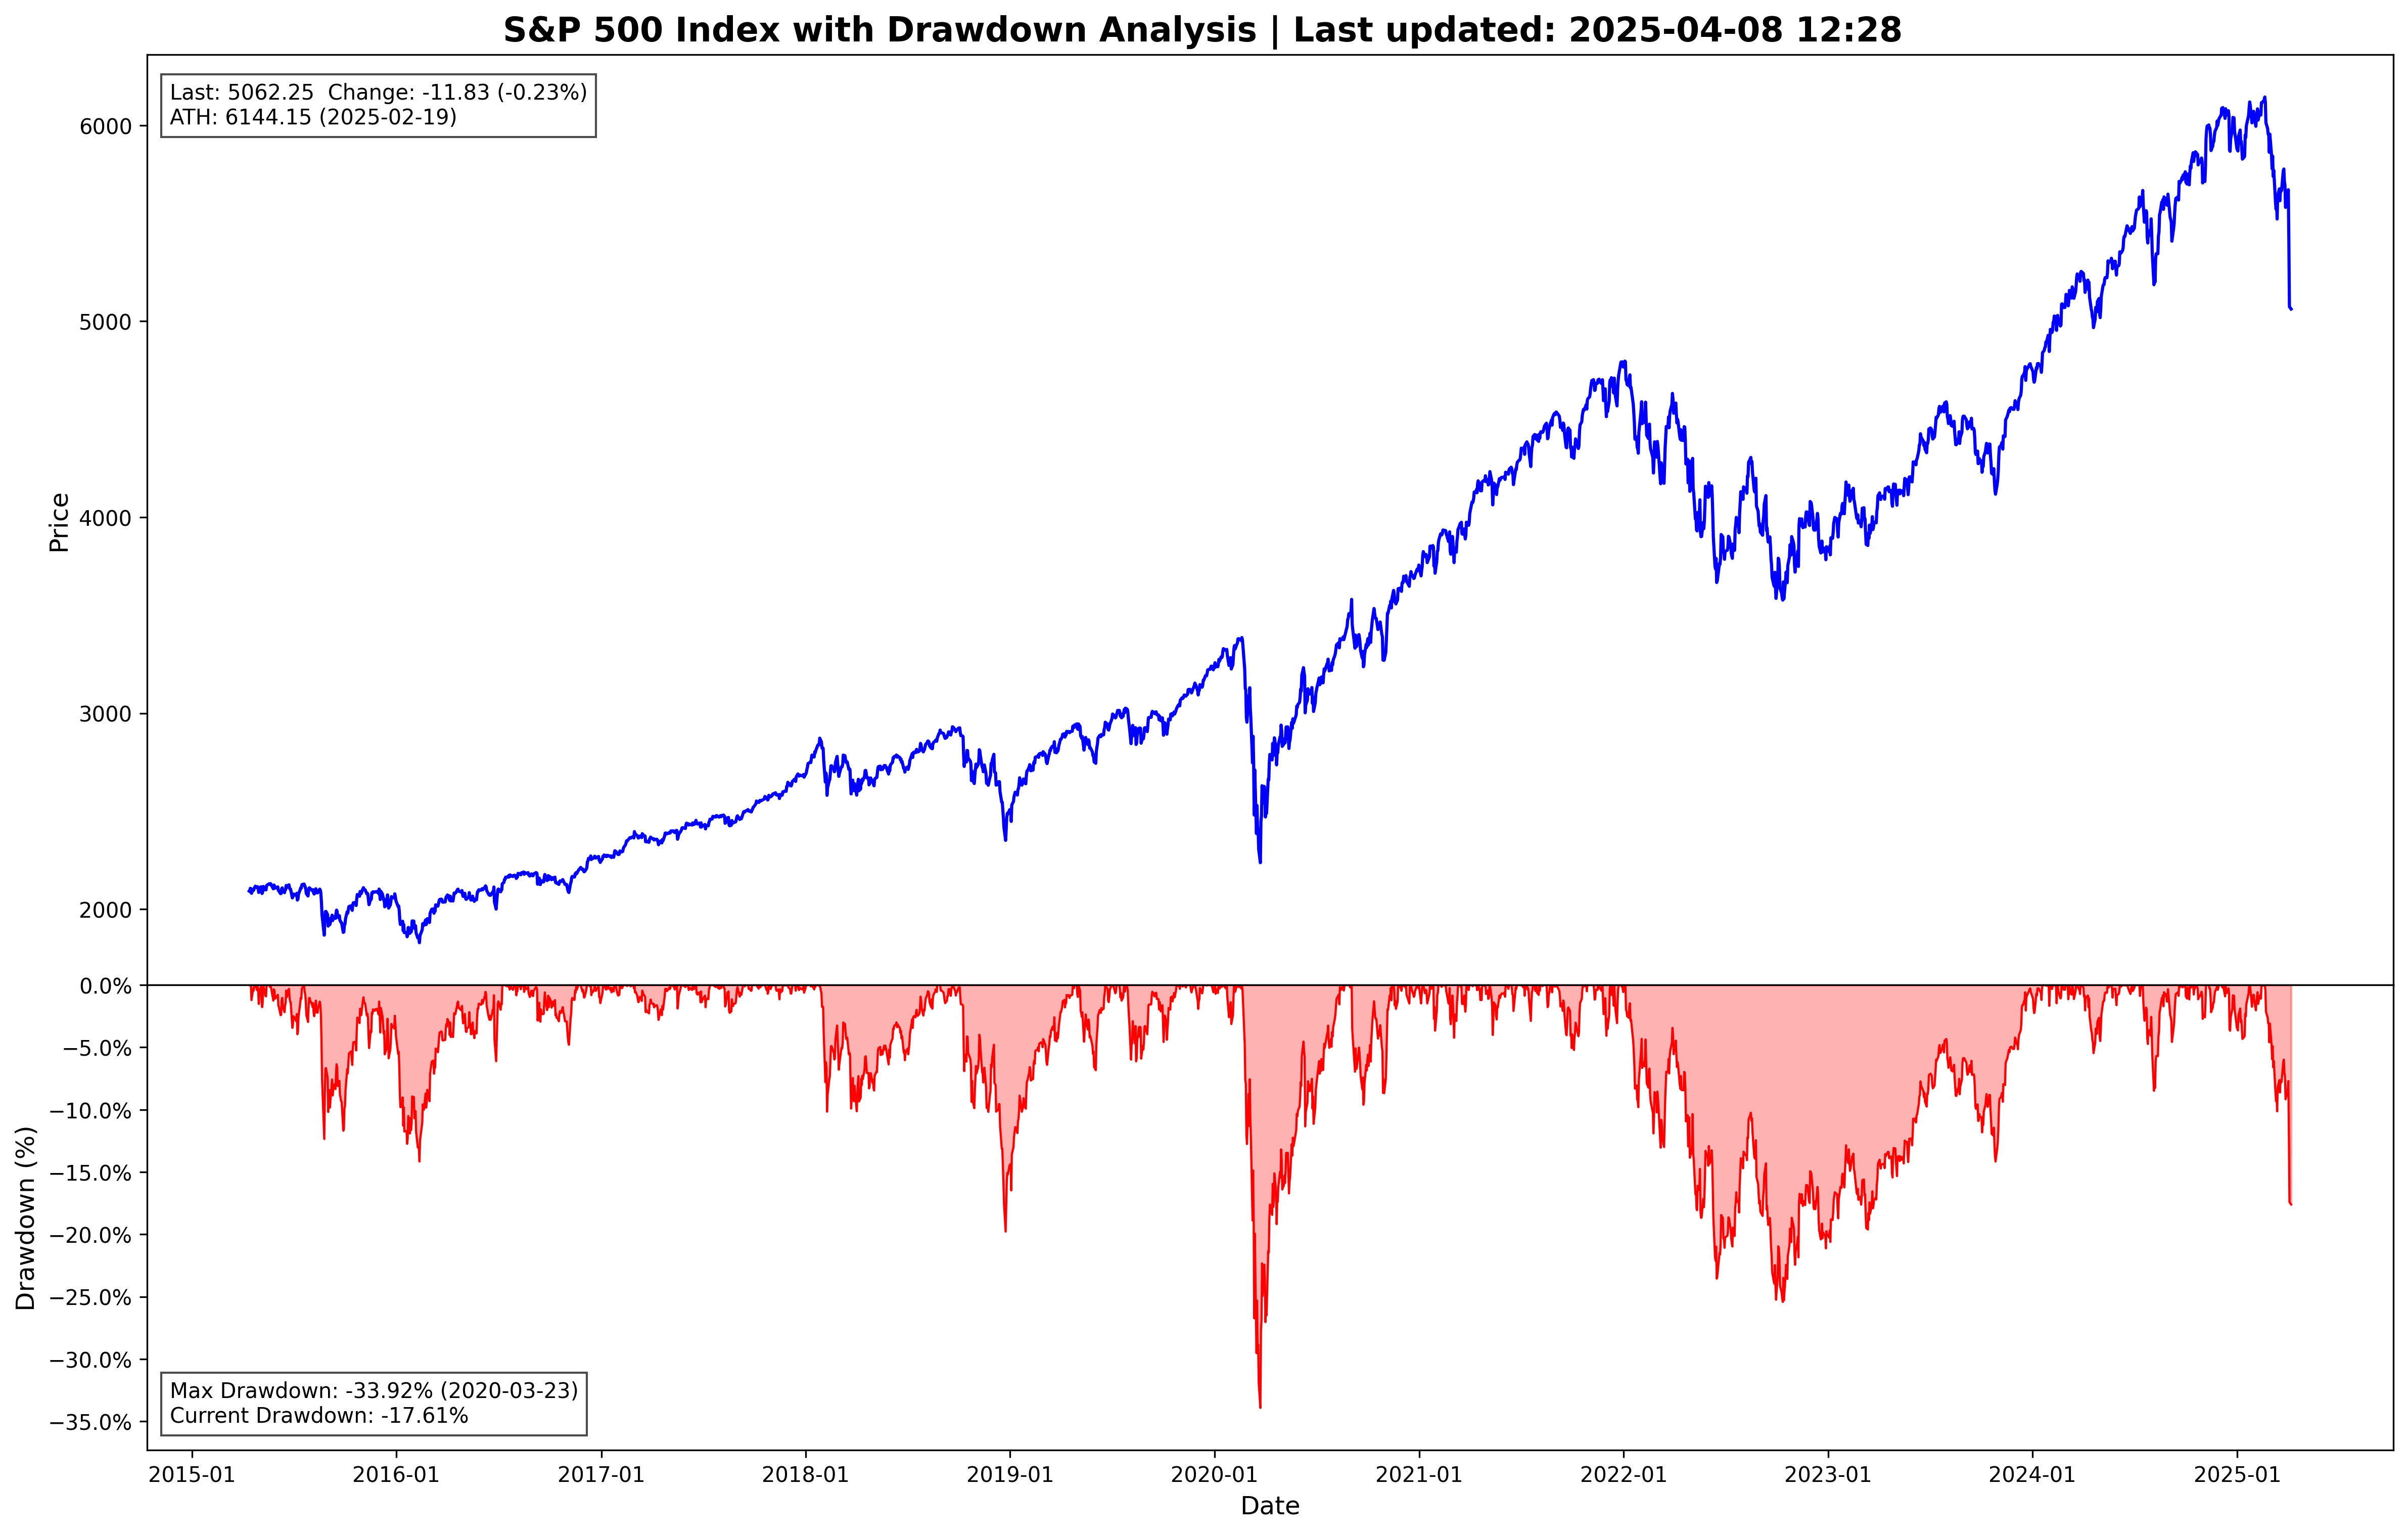 S&P 500 Index with Drawdown Analysis | Last updated: 2025-04-08 12:28
Last: 5062.25  Change: -11.83 (-0.23%)
ATH: 6144.15 (2025-02-19)
6000
5000
4000
3000
2000
Price
0.0%
−5.0%
−10.0%
−15.0%
−20.0%
−25.0%
−30.0%
−35.0%
Drawdown (%)
Max Drawdown: -33.92% (2020-03-23)
Current Drawdown: -17.61%
2015-01 2016-01 2017-01 2018-01 2019-01 2020-01 2021-01 2022-01 2023-01 2024-01 2025-01
Date